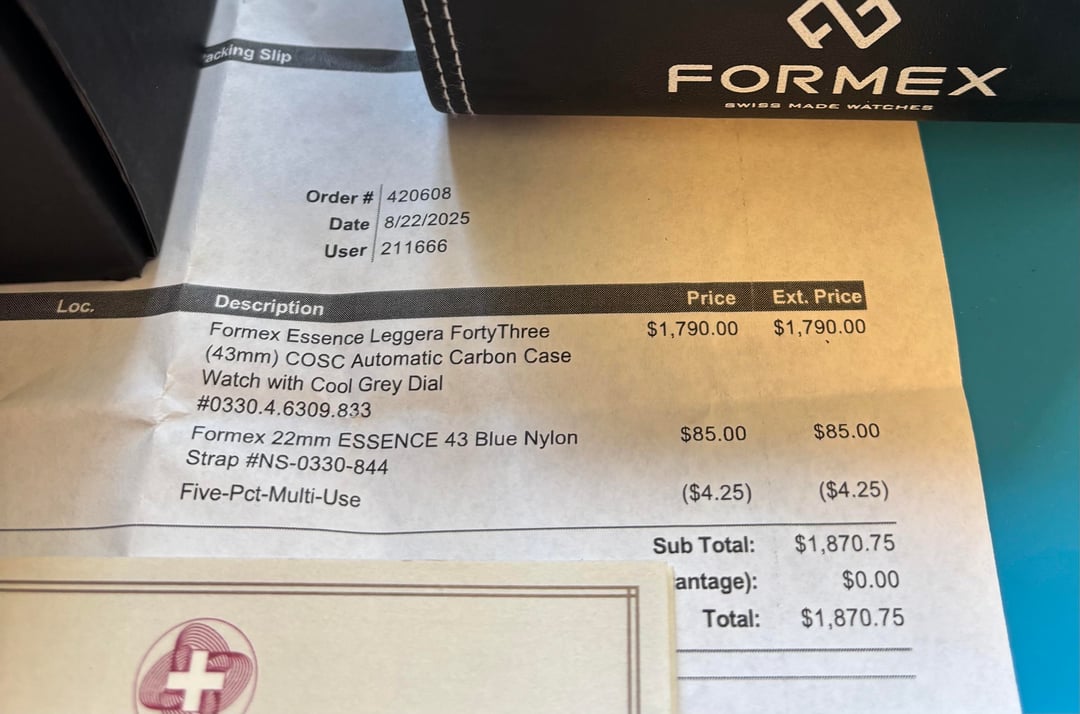 FORMEX
SWISS MADE WATCHES
Packing Slip
Order # 420608
Date 8/22/2025
User 211666
Loc. Description Price Ext. Price
Formex Essence Leggera FortyThree $1,790.00 $1,790.00
(43mm) COSC Automatic Carbon Case
Watch with Cool Grey Dial
#0330.4.6309.833
Formex 22mm ESSENCE 43 Blue Nylon $85.00 $85.00
Strap #NS-0330-844
Five-Pct-Multi-Use ($4.25) ($4.25)
Sub Total: $1,870.75
antage): $0.00
Total: $1,870.75